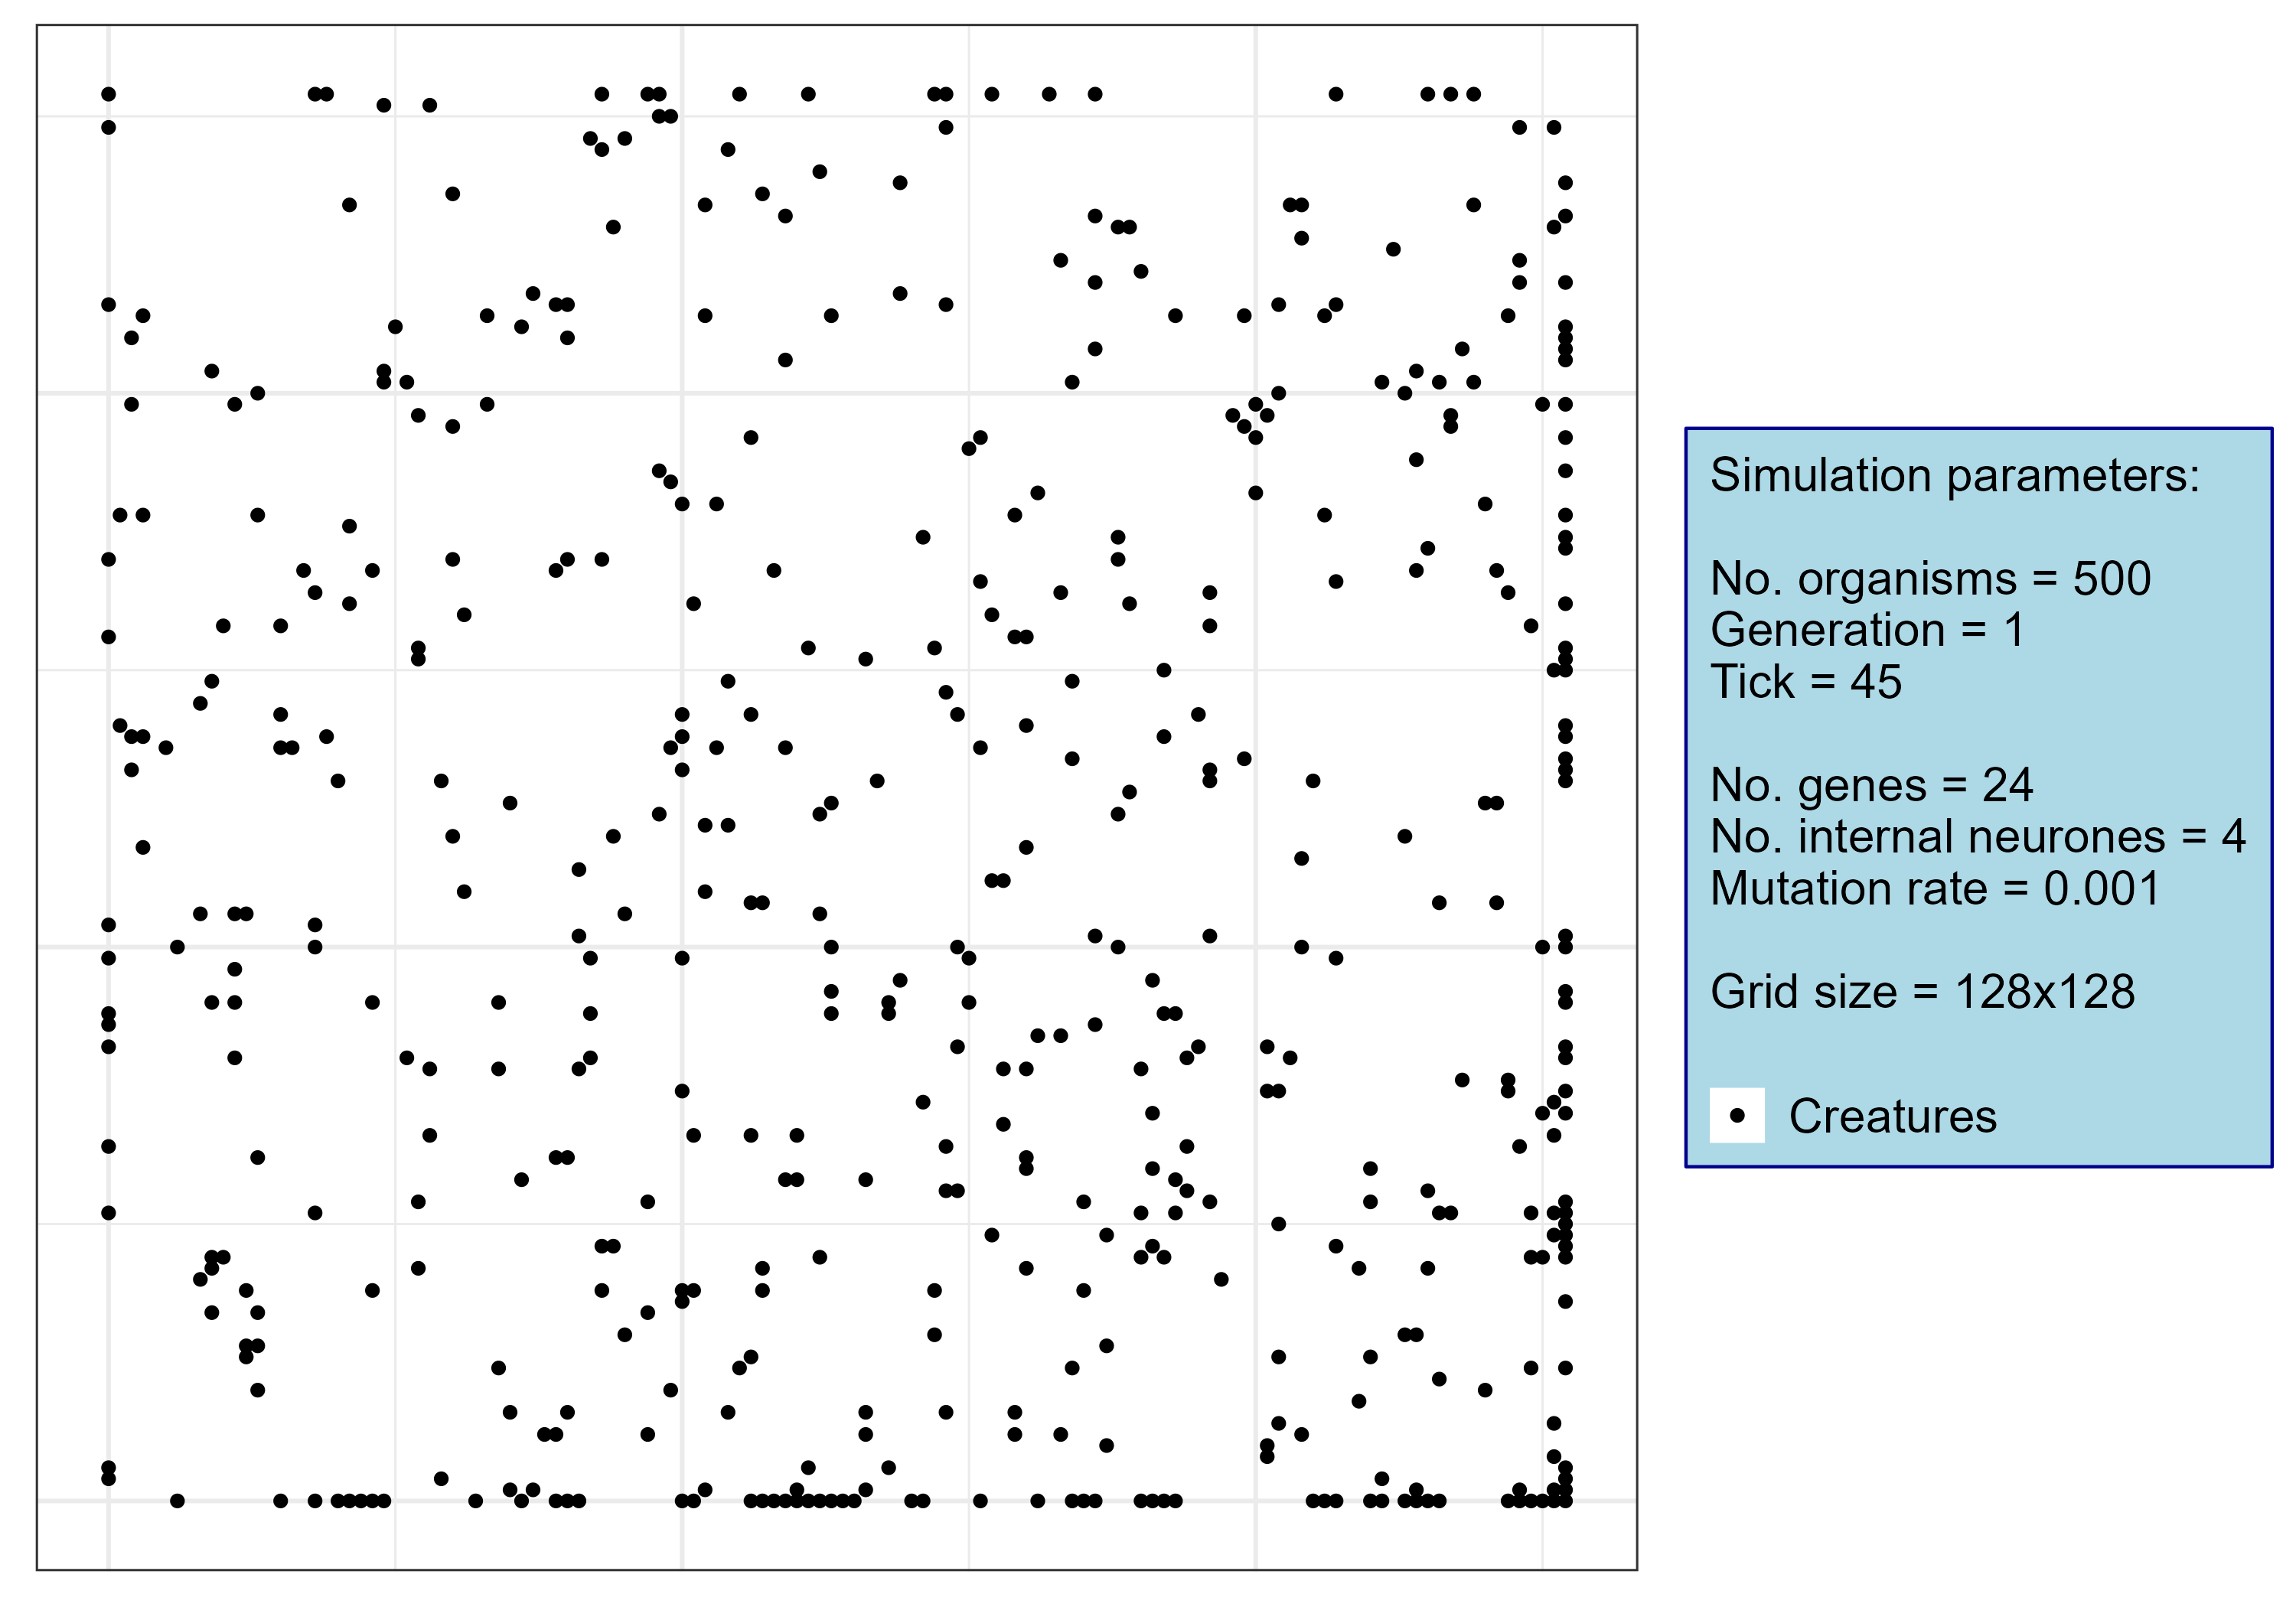 Simulation parameters:
No. organisms = 500
Generation = 1
Tick = 45
No. genes = 24
No. internal neurones = 4
Mutation rate = 0.001
Grid size = 128x128
Creatures